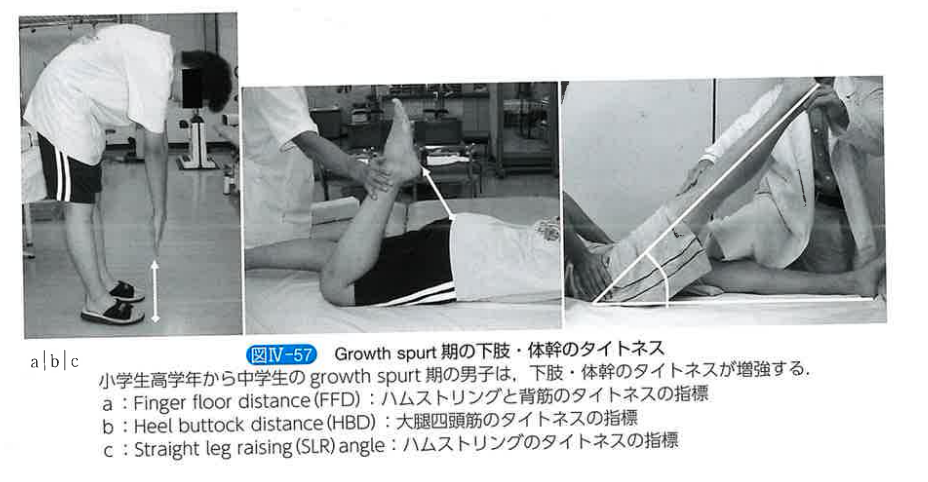 a|b|c
図Ⅳ-57 Growth spurt 期の下肢・体幹のタイトネス
小学生高学年から中学生の growth spurt 期の男子は，下肢・体幹のタイトネスが増強する．
a：Finger floor distance(FFD)：ハムストリングと背筋のタイトネスの指標
b：Heel buttock distance(HBD)：大腿四頭筋のタイトネスの指標
c：Straight leg raising(SLR)angle：ハムストリングのタイトネスの指標